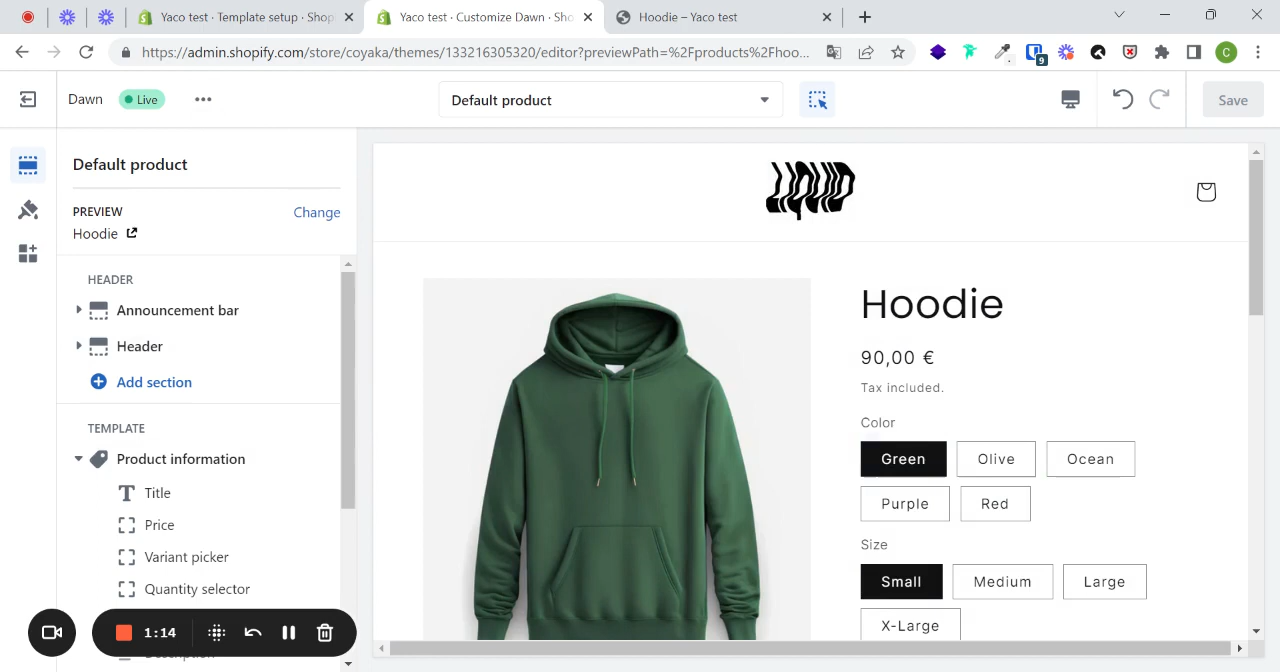 Yaco test · Template setup · Shop
Yaco test · Customize Dawn · Sho
Hoodie – Yaco test
https://admin.shopify.com/store/coyaka/themes/133216305320/editor?previewPath=%2Fproducts%2Fhoo...
9
C
Dawn
Live
Default product
Save
Default product
PREVIEW
Change
Hoodie
HEADER
Announcement bar
Header
Add section
TEMPLATE
Product information
Title
Price
Variant picker
Quantity selector
1:14
LIQUID
Hoodie
90,00 €
Tax included.
Color
Green
Olive
Ocean
Purple
Red
Size
Small
Medium
Large
X-Large